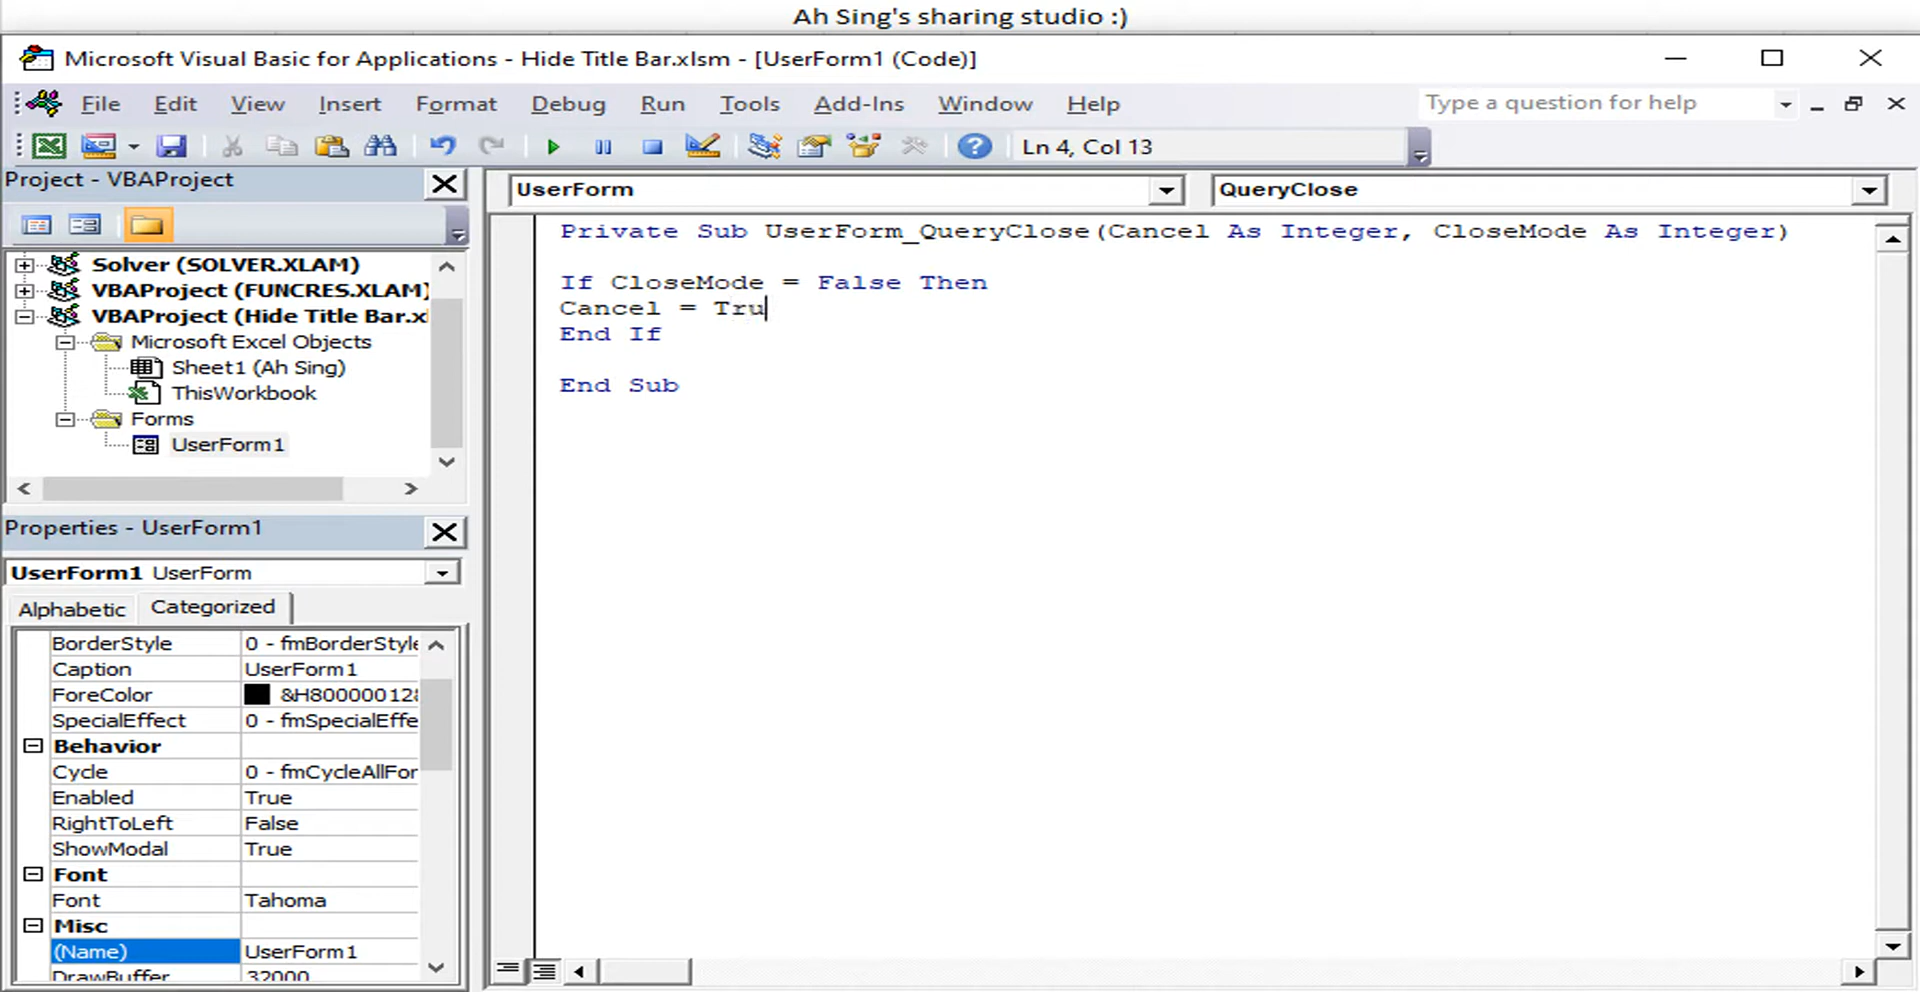 Ah Sing's sharing studio :)
Microsoft Visual Basic for Applications - Hide Title Bar.xlsm - [UserForm1 (Code)]
File Edit View Insert Format Debug Run Tools Add-Ins Window Help Type a question for help
Ln 4, Col 13
Project - VBAProject
Solver (SOLVER.XLAM)
VBAProject (FUNCRES.XLAM)
VBAProject (Hide Title Bar.x
Microsoft Excel Objects
Sheet1 (Ah Sing)
ThisWorkbook
Forms
UserForm1
Properties - UserForm1
UserForm1 UserForm
Alphabetic Categorized
BorderStyle 0 - fmBorderStyle
Caption UserForm1
ForeColor &H80000012&
SpecialEffect 0 - fmSpecialEffe
Behavior
Cycle 0 - fmCycleAllFor
Enabled True
RightToLeft False
ShowModal True
Font
Font Tahoma
Misc
(Name) UserForm1
DrawBuffer 32000
UserForm QueryClose
Private Sub UserForm_QueryClose(Cancel As Integer, CloseMode As Integer)
If CloseMode = False Then
Cancel = Tru
End If
End Sub